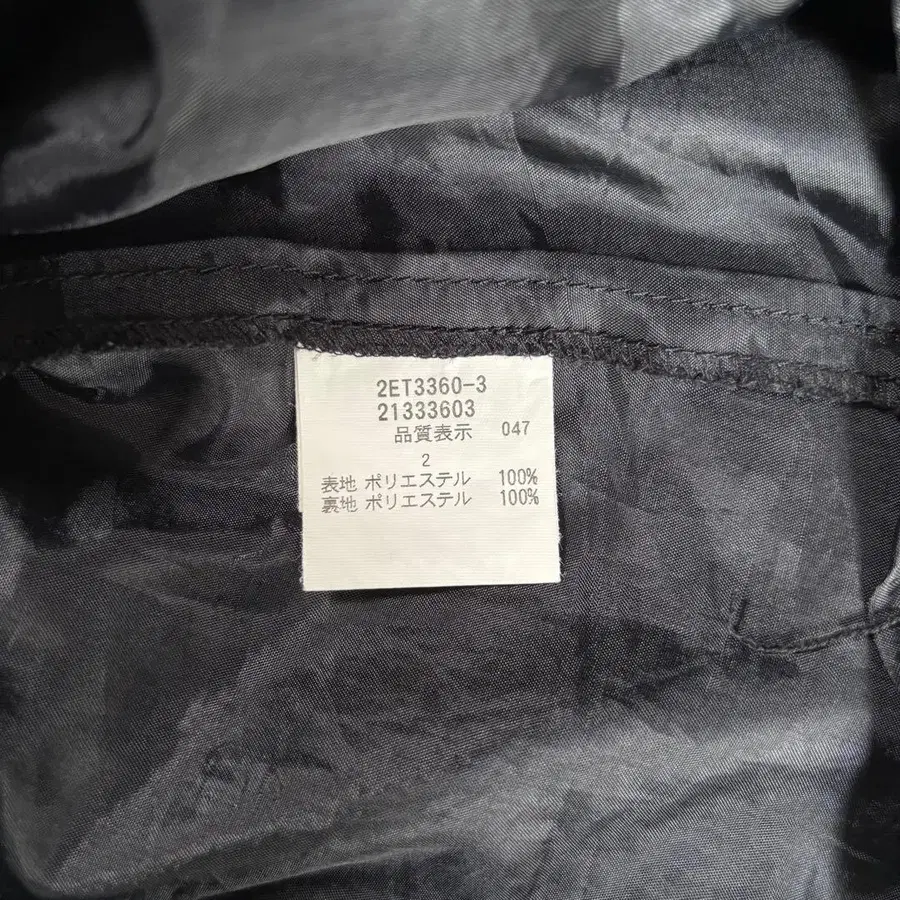 2ET3360-3
21333603
品質表示 047
2
表地 ポリエステル 100%
裏地 ポリエステル 100%